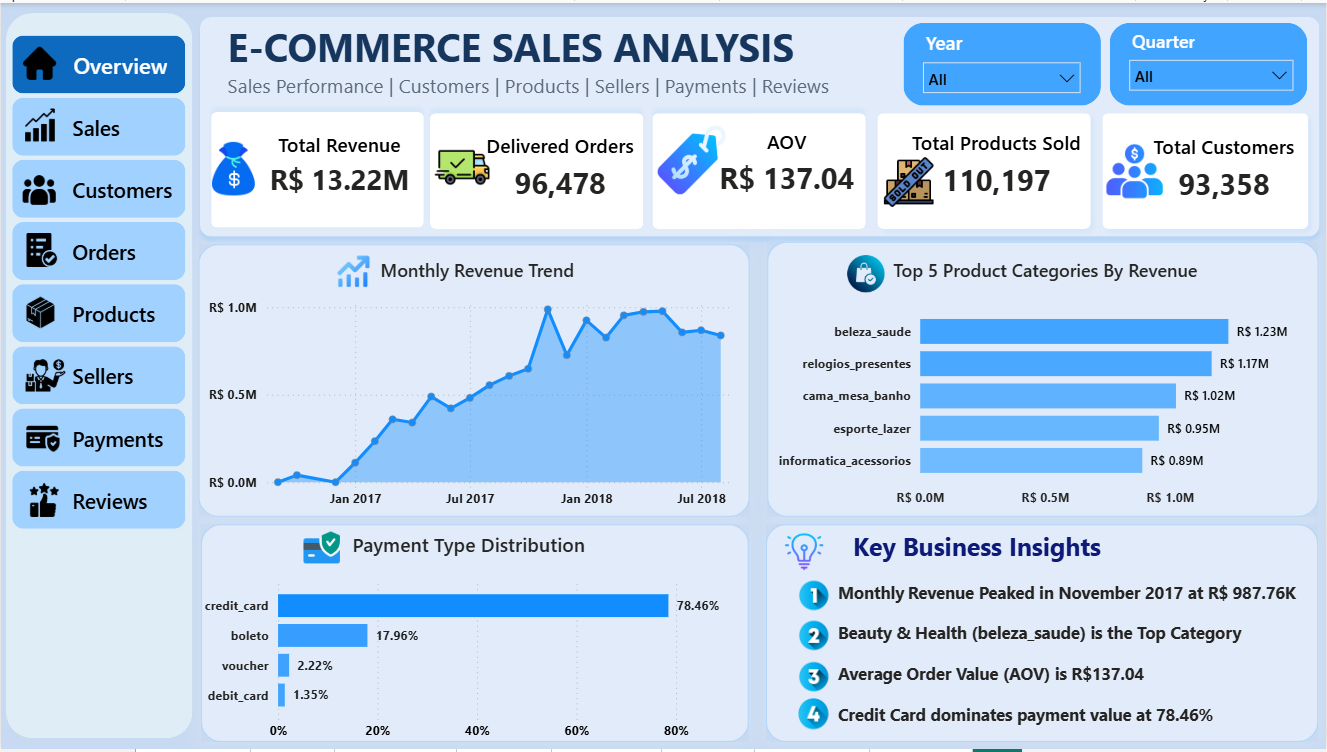 Overview
Sales
Customers
Orders
Products
Sellers
Payments
Reviews
E-COMMERCE SALES ANALYSIS
Sales Performance | Customers | Products | Sellers | Payments | Reviews
Year
All
Quarter
All
Total Revenue
R$ 13.22M
Delivered Orders
96,478
$
AOV
R$ 137.04
SOLD OUT
Total Products Sold
110,197
Total Customers
93,358
Monthly Revenue Trend
R$ 1.0M
R$ 0.5M
R$ 0.0M
Jan 2017
Jul 2017
Jan 2018
Jul 2018
Top 5 Product Categories By Revenue
beleza_saude R$ 1.23M
relogios_presentes R$ 1.17M
cama_mesa_banho R$ 1.02M
esporte_lazer R$ 0.95M
informatica_acessorios R$ 0.89M
R$ 0.0M R$ 0.5M R$ 1.0M
Payment Type Distribution
credit_card 78.46%
boleto 17.96%
voucher 2.22%
debit_card 1.35%
0% 20% 40% 60% 80%
Key Business Insights
1 Monthly Revenue Peaked in November 2017 at R$ 987.76K
2 Beauty & Health (beleza_saude) is the Top Category
3 Average Order Value (AOV) is R$137.04
4 Credit Card dominates payment value at 78.46%